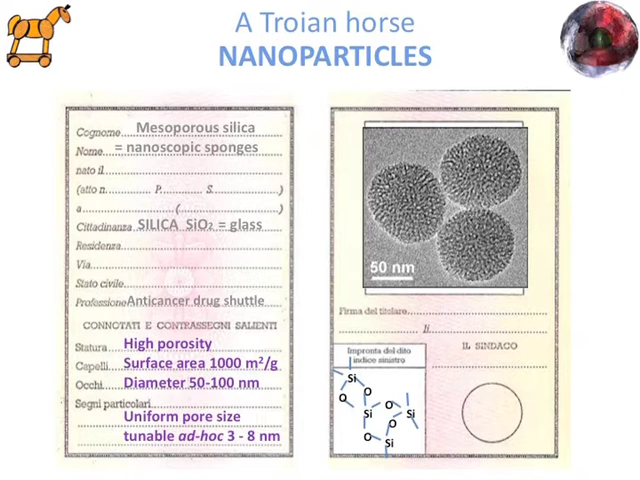 A Troian horse
NANOPARTICLES
Cognome Mesoporous silica
Nome = nanoscopic sponges
nato il
(atto n. P. S. )
a ( )
Cittadinanza SILICA SiO2 = glass
Residenza
Via
Stato civile
Professione Anticancer drug shuttle
CONNOTATI E CONTRASSEGNI SALIENTI
Statura High porosity
Capelli Surface area 1000 m²/g
Occhi Diameter 50-100 nm
Segni particolari
Uniform pore size
tunable ad-hoc 3 - 8 nm
50 nm
Firma del titolare
li
Impronta del dito
indice sinistro
IL SINDACO
Si
O
O
Si
O
Si
O
O
Si